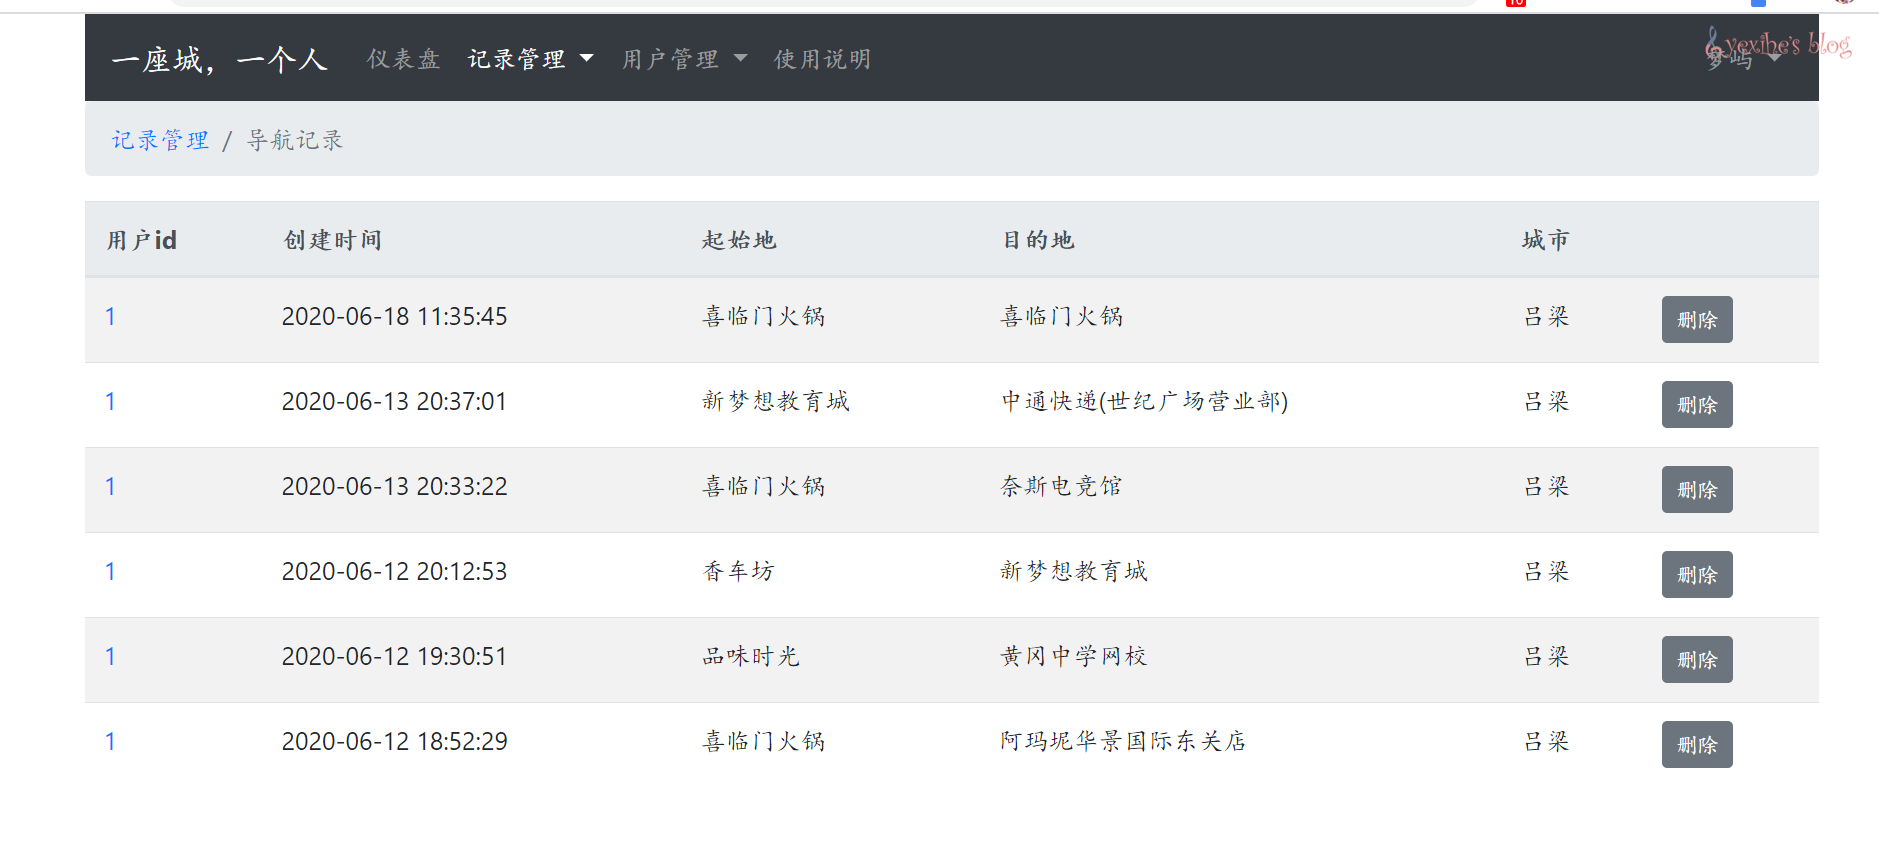 10
一座城，一个人 仪表盘 记录管理 用户管理 使用说明 梦屿
yexihe's blog
记录管理 / 导航记录
用户id 创建时间 起始地 目的地 城市
1 2020-06-18 11:35:45 喜临门火锅 喜临门火锅 吕梁 删除
1 2020-06-13 20:37:01 新梦想教育城 中通快递(世纪广场营业部) 吕梁 删除
1 2020-06-13 20:33:22 喜临门火锅 奈斯电竞馆 吕梁 删除
1 2020-06-12 20:12:53 香车坊 新梦想教育城 吕梁 删除
1 2020-06-12 19:30:51 品味时光 黄冈中学网校 吕梁 删除
1 2020-06-12 18:52:29 喜临门火锅 阿玛坭华景国际东关店 吕梁 删除